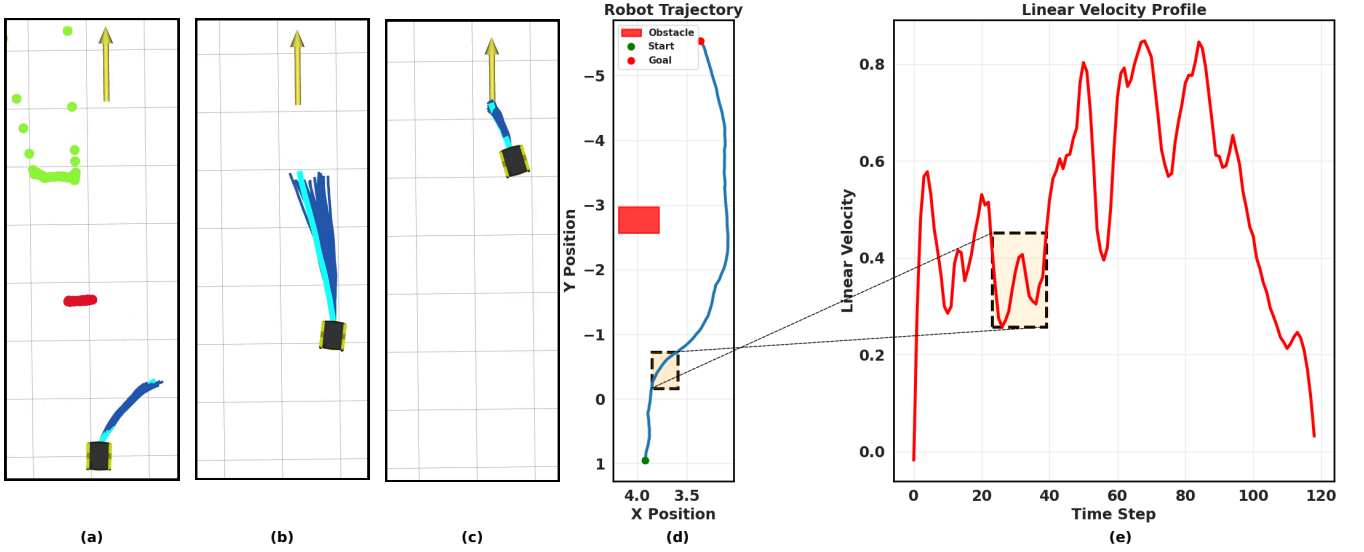 Robot Trajectory
Obstacle
Start
Goal
−5
−4
−3
−2
−1
0
1
Y Position
4.0 3.5
X Position
Linear Velocity Profile
0.8
0.6
0.4
0.2
0.0
Linear Velocity
0 20 40 60 80 100 120
Time Step
(a) (b) (c) (d) (e)